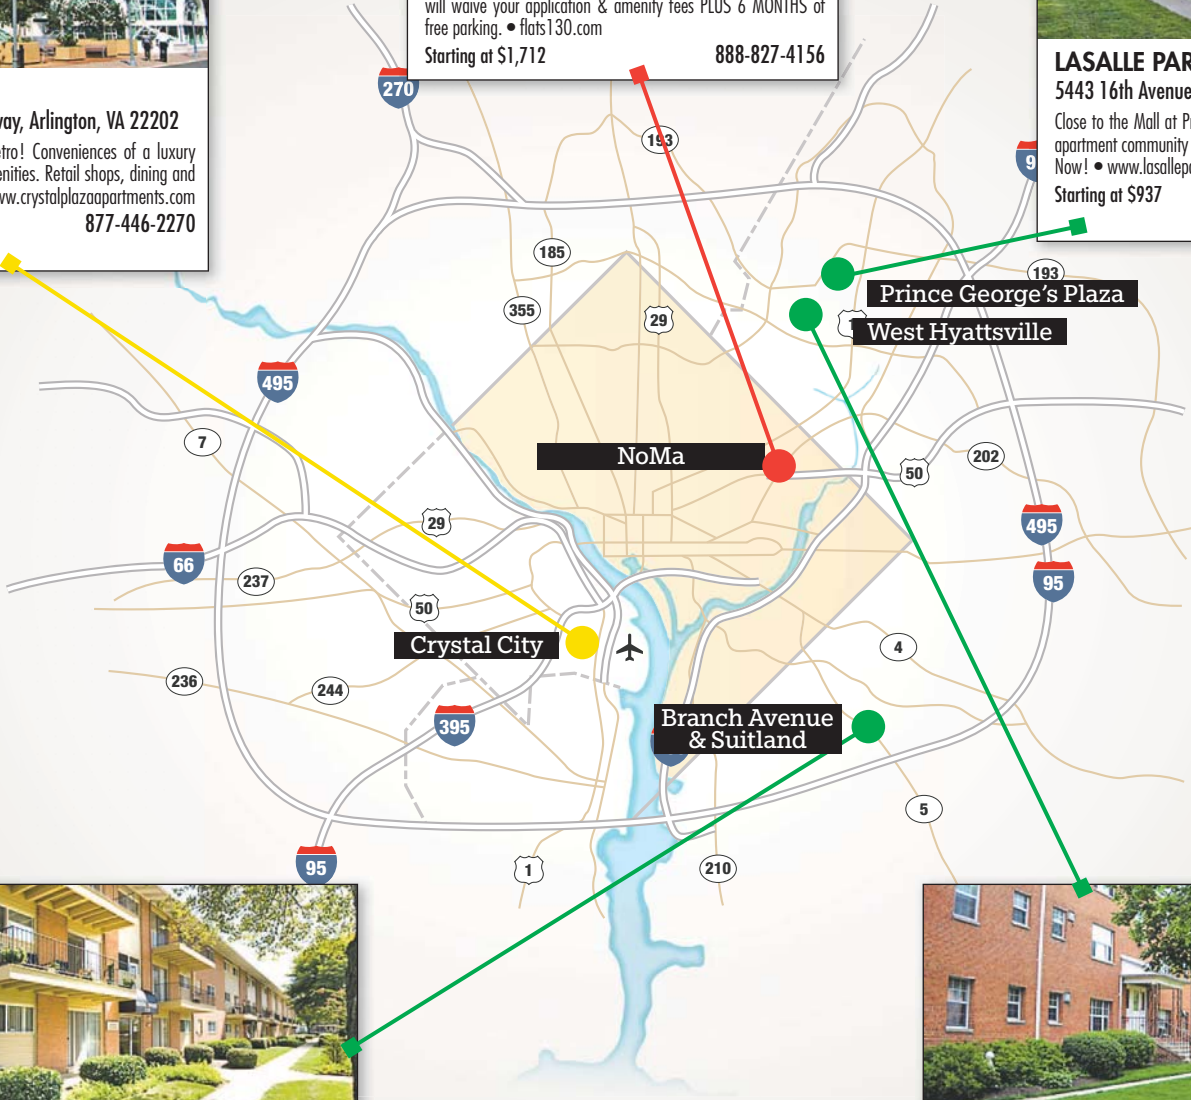 will waive your application & amenity fees PLUS 6 MONTHS of
free parking. • flats130.com
Starting at $1,712 888-827-4156
way, Arlington, VA 22202
etro! Conveniences of a luxury
enities. Retail shops, dining and
ww.crystalplazaapartments.com
877-446-2270
LASALLE PAR
5443 16th Avenue
Close to the Mall at Pr
apartment community
Now! • www.lasallepa
Starting at $937
270
193
9
185
193
355
29
1
Prince George's Plaza
West Hyattsville
495
7
NoMa
50
202
29
495
66
237
95
50
Crystal City
4
236
244
395
Branch Avenue
& Suitland
5
95
1
210